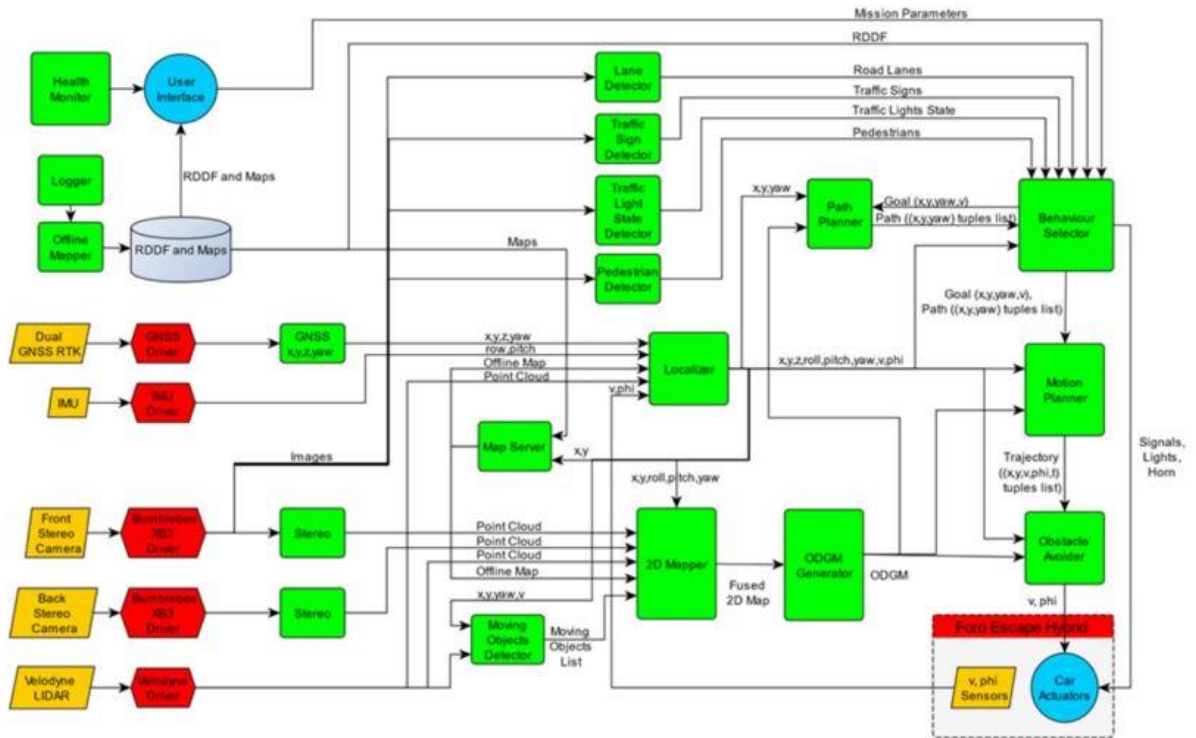 Mission Parameters
RDDF
Health
Monitor
User
Interface
Lane
Detector
Road Lanes
Traffic Signs
Traffic
Sign
Detector
Traffic Lights State
Pedestrians
RDDF and Maps
Logger
Traffic
Light
State
Detector
x,y,yaw
Path
Planner
Goal (x,y,yaw,v)
Path ((x,y,yaw) tuples list)
Behaviour
Selector
Offline
Mapper
RDDF and Maps
Maps
Pedestrian
Detector
Goal (x,y,yaw,v),
Path ((x,y,yaw) tuples list)
Dual
GNSS RTK
GNSS
Driver
GNSS
x,y,z,yaw
x,y,z,yaw
row,pitch
Offline Map
Point Cloud
v,phi
Localizer
x,y,z,roll,pitch,yaw,v,phi
Motion
Planner
IMU
IMU
Driver
Map Server
x,y
Images
x,y,roll,pitch,yaw
Trajectory
((x,y,v,phi,t)
tuples list)
Signals,
Lights,
Horn
Front
Stereo
Camera
Bumblebee
XB3
Driver
Stereo
Point Cloud
Point Cloud
Point Cloud
Offline Map
2D Mapper
Fused
2D Map
ODGM
Generator
ODGM
Obstacle
Avoider
Back
Stereo
Camera
Bumblebee
XB3
Driver
Stereo
x,y,yaw,v
Moving
Objects
Detector
Moving
Objects
List
v, phi
Ford Escape Hybrid
Velodyne
LIDAR
Velodyne
Driver
v, phi
Sensors
Car
Actuators